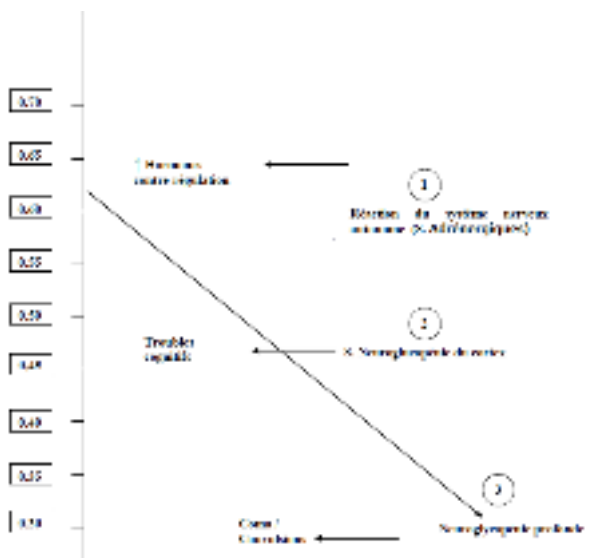 0.70
0.65
Hormones
contre régulation
1
0.60
Réaction du système nerveux
autonome (S. Adrénergiques)
0.55
0.50
2
Troubles
cognitifs
S. Neuroglycopénie du cortex
0.45
0.40
0.35
3
0.30
Coma
Convulsions
Neuroglycopénie profonde